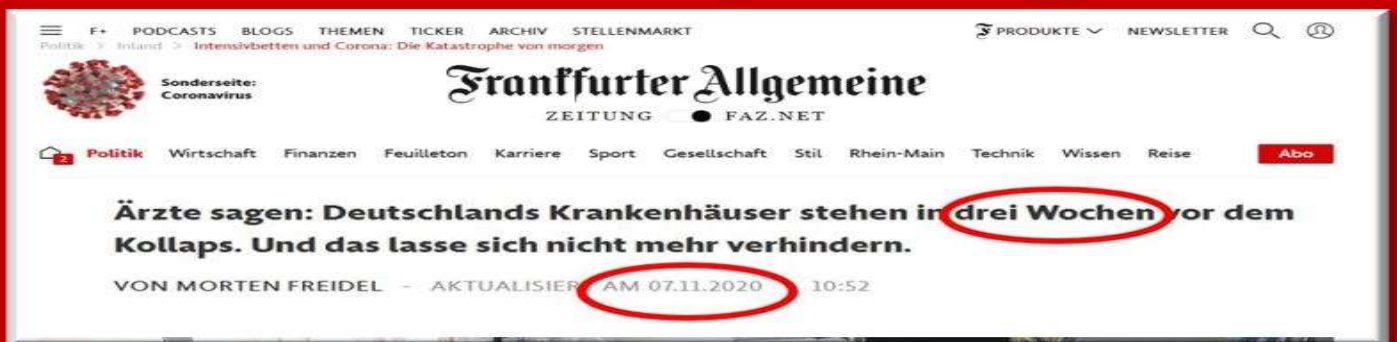 F+ PODCASTS BLOGS THEMEN TICKER ARCHIV STELLENMARKT F PRODUKTE NEWSLETTER
Politik > Inland > Intensivbetten und Corona: Die Katastrophe von morgen
Sonderseite:
Coronavirus
Frankfurter Allgemeine
ZEITUNG FAZ.NET
2 Politik Wirtschaft Finanzen Feuilleton Karriere Sport Gesellschaft Stil Rhein-Main Technik Wissen Reise Abo
Ärzte sagen: Deutschlands Krankenhäuser stehen in drei Wochen vor dem
Kollaps. Und das lasse sich nicht mehr verhindern.
VON MORTEN FREIDEL - AKTUALISIER AM 07.11.2020 10:52